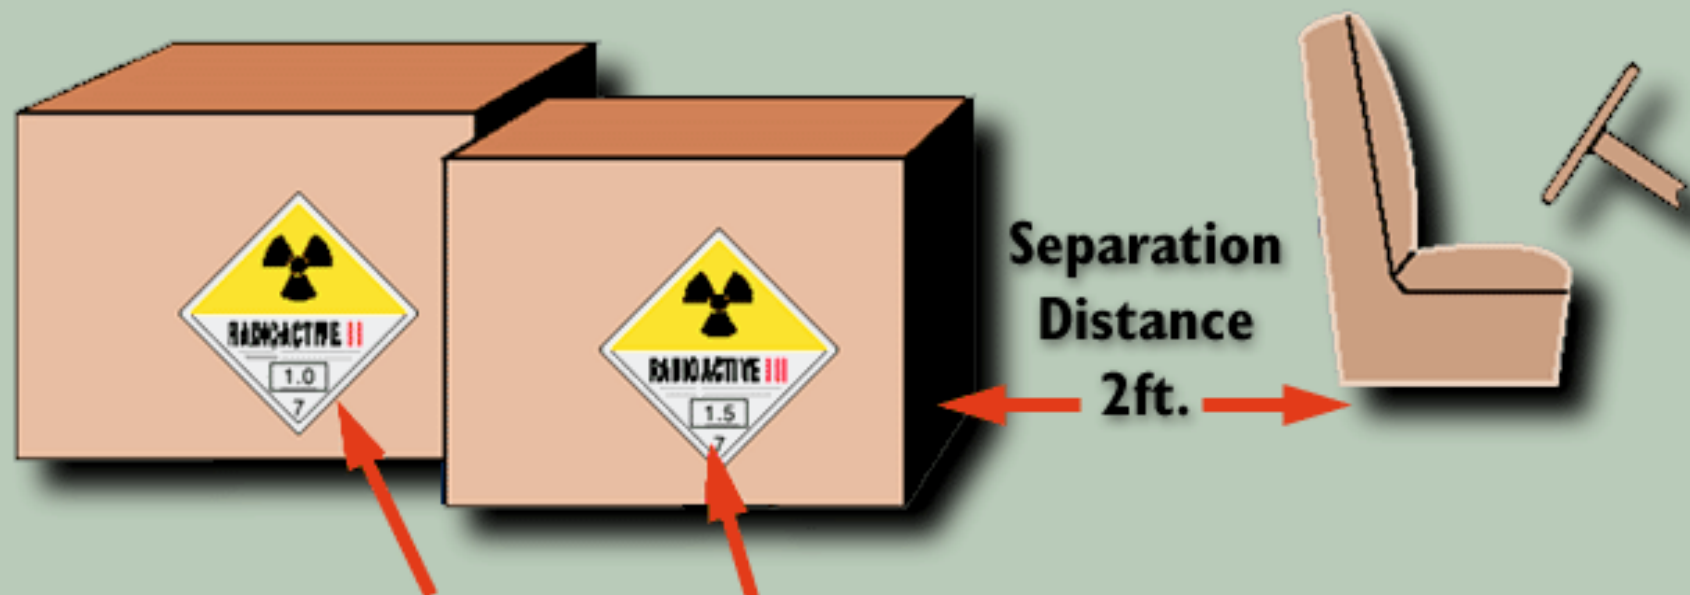 RADIOACTIVE II
1.0
7
RADIOACTIVE III
1.5
7
Separation
Distance
2ft.